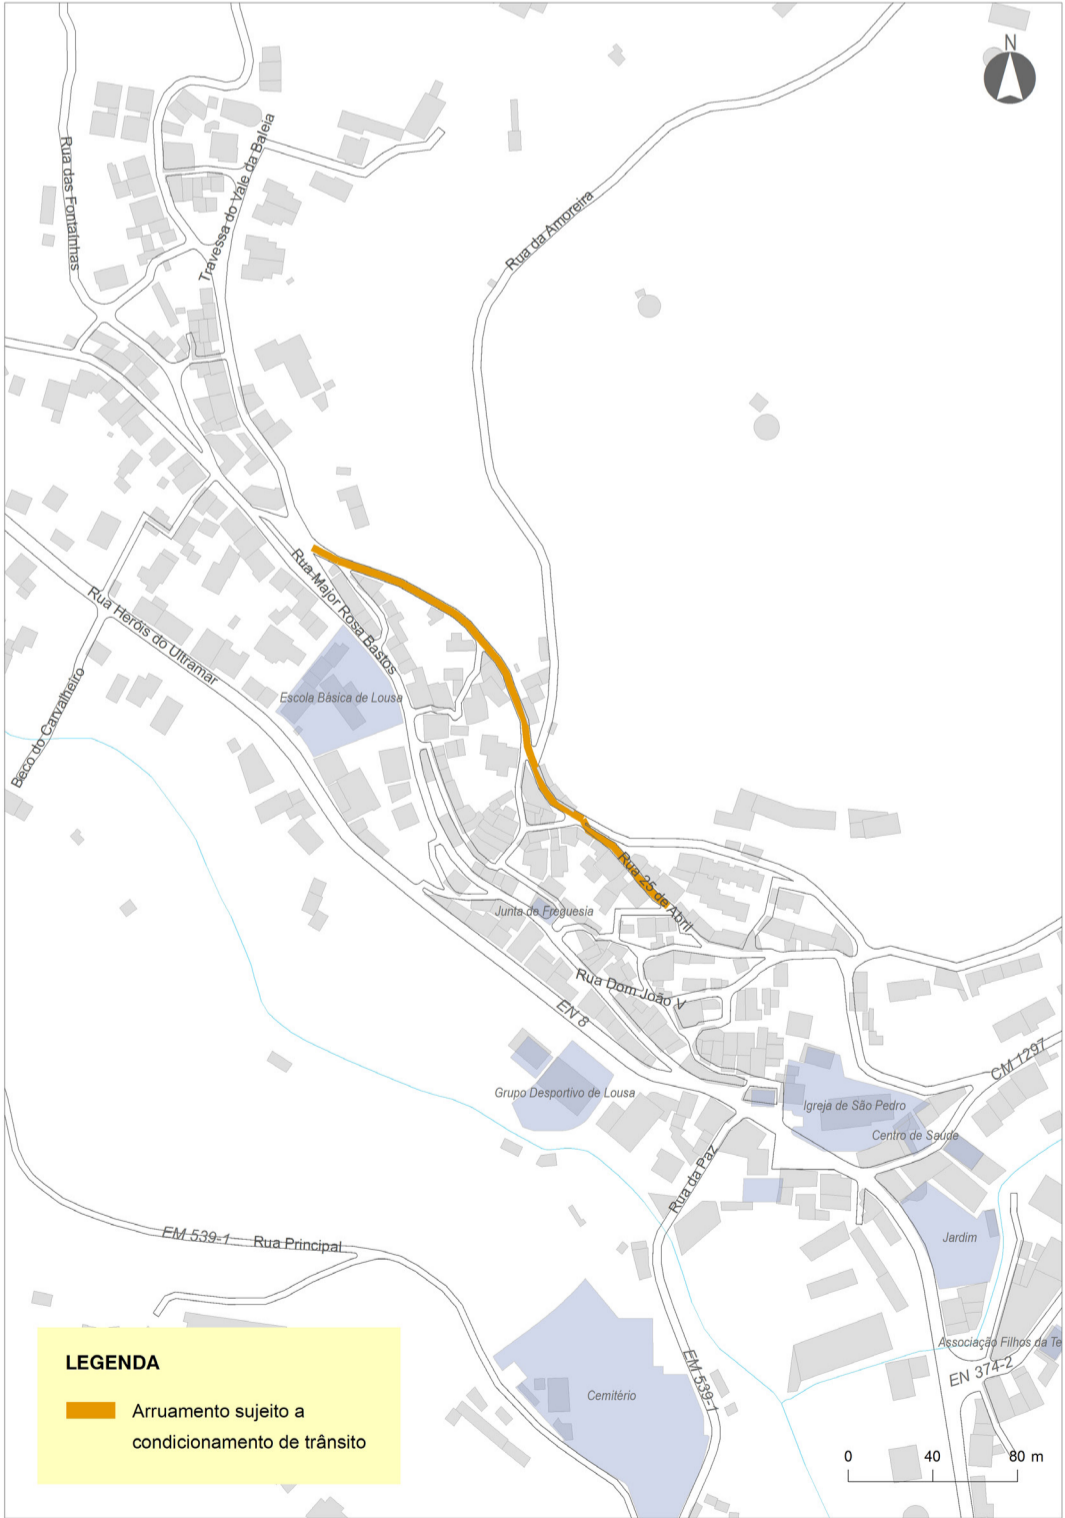 N
Rua das Fontaínhas
Travessa do Vale da Baleia
Rua da Amoreira
Rua Major Rosa Bastos
Rua Heróis do Ultramar
Beco do Carvalheiro
Escola Básica de Lousa
Rua 25 de Abril
Junta de Freguesia
Rua Dom João V
EN 8
CM 1297
Grupo Desportivo de Lousa
Igreja de São Pedro
Centro de Saúde
Rua da Paz
EM 539-1
Rua Principal
Jardim
Associação Filhos da Te
EN 374-2
EM 539-1
Cemitério
LEGENDA
Arruamento sujeito a
condicionamento de trânsito
0 40 80 m